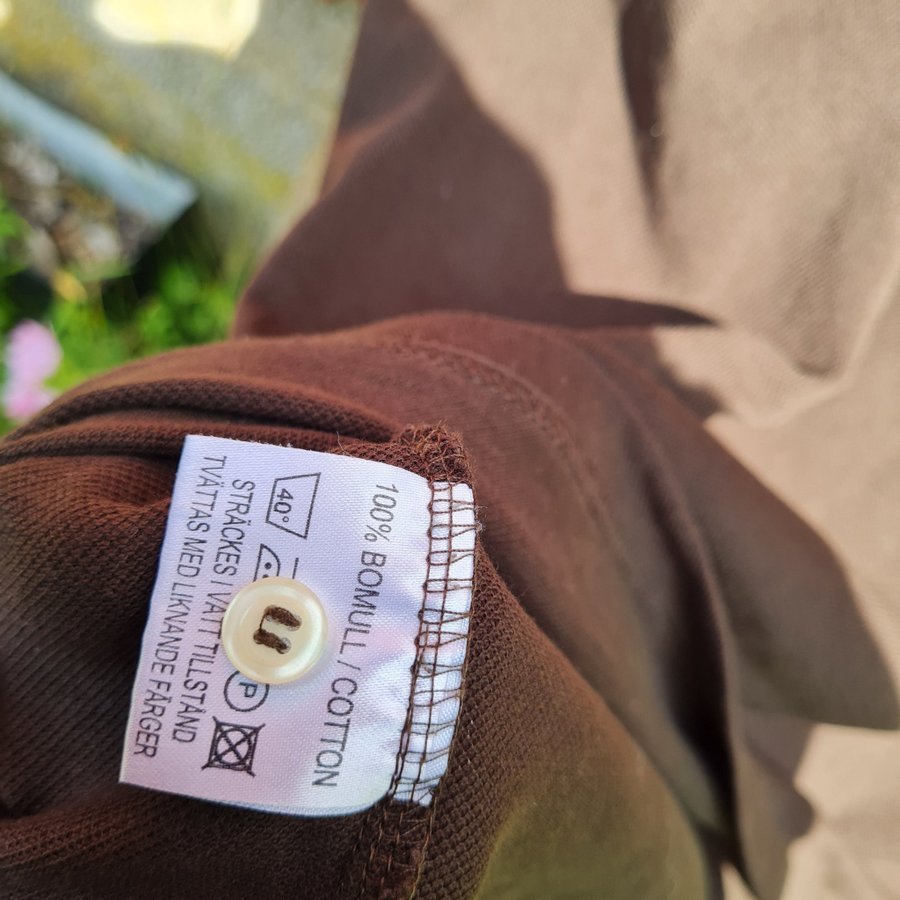 100% BOMULL / COTTON
40° P
STRÄCKES I VÅTT TILLSTÅND
TVÄTTAS MED LIKNANDE FÄRGER